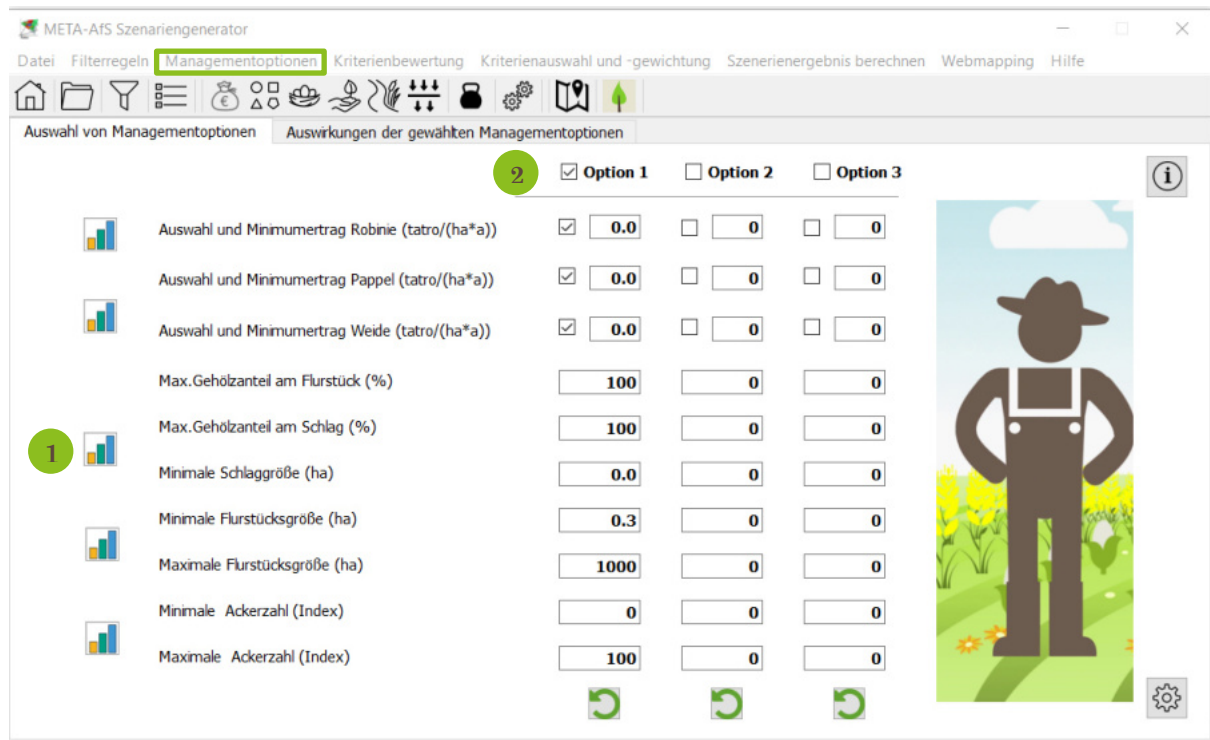 META-AfS Szenariengenerator
Datei Filterregeln Managementoptionen Kriterienbewertung Kriterienauswahl und -gewichtung Szenerienergebnis berechnen Webmapping Hilfe
Auswahl von Managementoptionen Auswirkungen der gewählten Managementoptionen
2 Option 1 Option 2 Option 3
Auswahl und Minimumertrag Robinie (tatro/(ha*a)) 0.0 0 0
Auswahl und Minimumertrag Pappel (tatro/(ha*a)) 0.0 0 0
Auswahl und Minimumertrag Weide (tatro/(ha*a)) 0.0 0 0
Max.Gehölzanteil am Flurstück (%) 100 0 0
Max.Gehölzanteil am Schlag (%) 100 0 0
1
Minimale Schlaggröße (ha) 0.0 0 0
Minimale Flurstücksgröße (ha) 0.3 0 0
Maximale Flurstücksgröße (ha) 1000 0 0
Minimale Ackerzahl (Index) 0 0 0
Maximale Ackerzahl (Index) 100 0 0